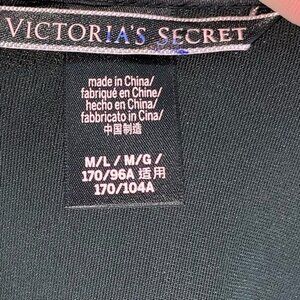 VICTORIA'S SECRET
made in China/
fabriqué en Chine/
hecho en China/
fabbricato in Cina/
中国制造
M/L / M/G /
170/96A 适用
170/104A